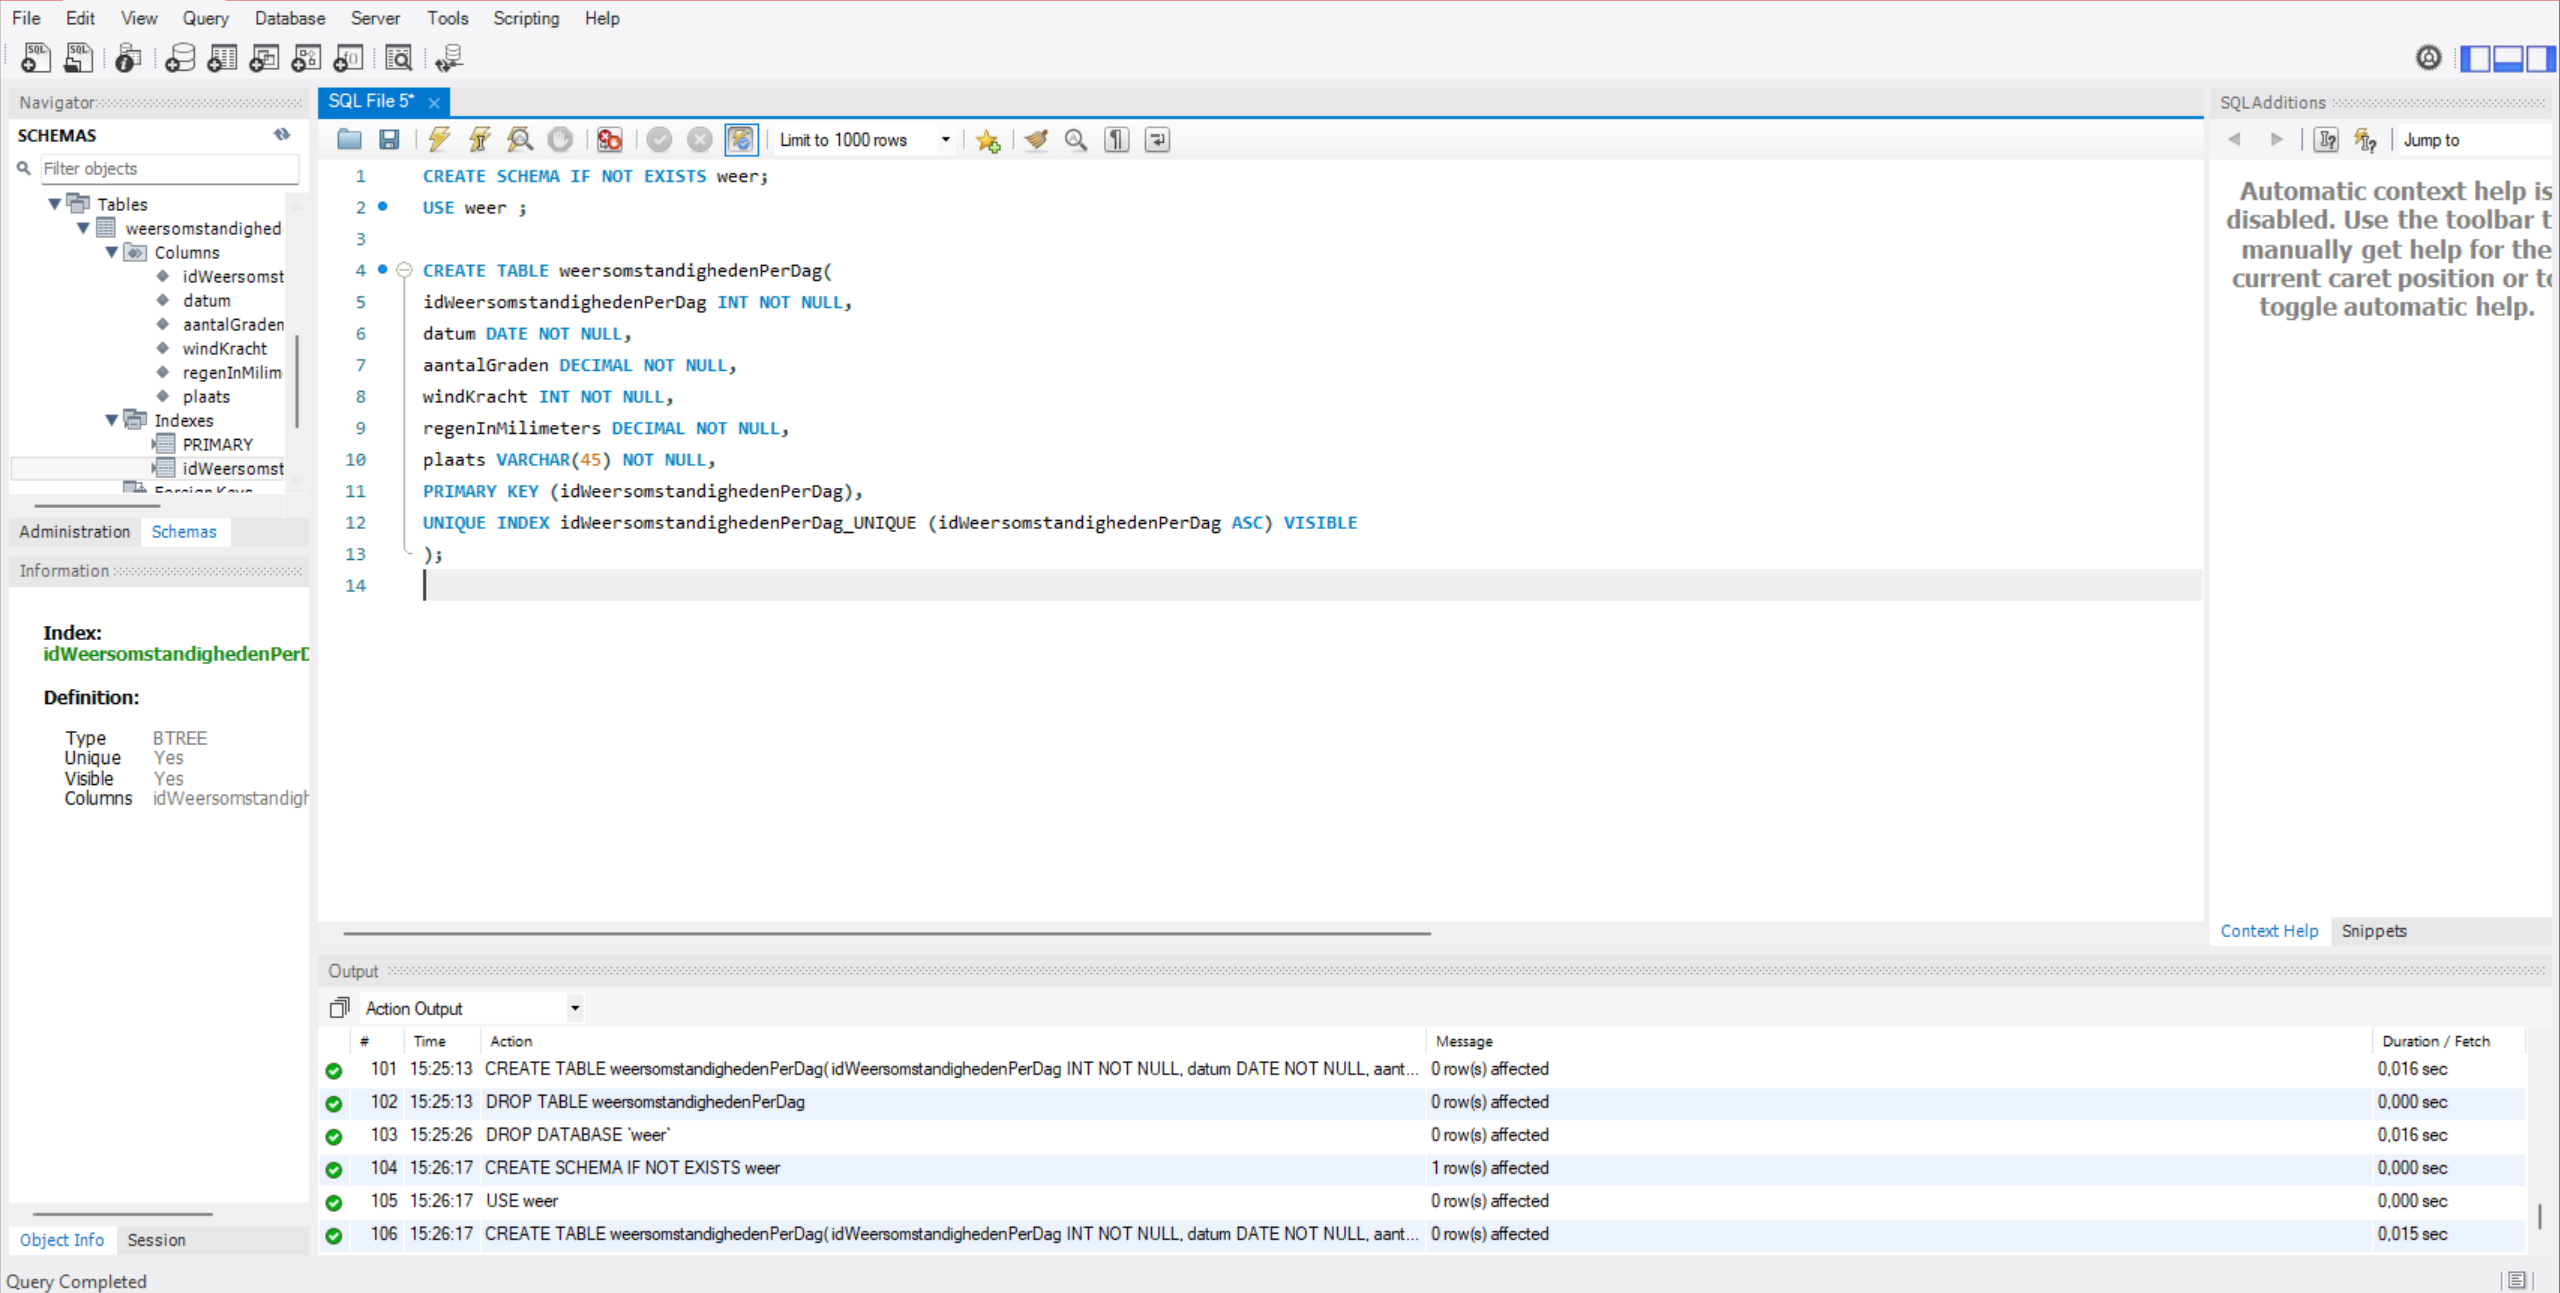 File Edit View Query Database Server Tools Scripting Help
Navigator
SCHEMAS
Filter objects
Tables
weersomstandighed
Columns
idWeersomst
datum
aantalGraden
windKracht
regenInMilim
plaats
Indexes
PRIMARY
idWeersomst
Foreign Keys
Administration Schemas
Information
Index:
idWeersomstandighedenPerD
Definition:
Type BTREE
Unique Yes
Visible Yes
Columns idWeersomstandigh
Object Info Session
Query Completed
SQL File 5*
Limit to 1000 rows
1 CREATE SCHEMA IF NOT EXISTS weer;
2 USE weer ;
3
4 CREATE TABLE weersomstandighedenPerDag(
5 idWeersomstandighedenPerDag INT NOT NULL,
6 datum DATE NOT NULL,
7 aantalGraden DECIMAL NOT NULL,
8 windKracht INT NOT NULL,
9 regenInMilimeters DECIMAL NOT NULL,
10 plaats VARCHAR(45) NOT NULL,
11 PRIMARY KEY (idWeersomstandighedenPerDag),
12 UNIQUE INDEX idWeersomstandighedenPerDag_UNIQUE (idWeersomstandighedenPerDag ASC) VISIBLE
13 );
14
SQLAdditions
Jump to
Automatic context help is
disabled. Use the toolbar t
manually get help for the
current caret position or to
toggle automatic help.
Context Help Snippets
Output
Action Output
# Time Action Message Duration / Fetch
101 15:25:13 CREATE TABLE weersomstandighedenPerDag( idWeersomstandighedenPerDag INT NOT NULL, datum DATE NOT NULL, aant... 0 row(s) affected 0,016 sec
102 15:25:13 DROP TABLE weersomstandighedenPerDag 0 row(s) affected 0,000 sec
103 15:25:26 DROP DATABASE `weer` 0 row(s) affected 0,016 sec
104 15:26:17 CREATE SCHEMA IF NOT EXISTS weer 1 row(s) affected 0,000 sec
105 15:26:17 USE weer 0 row(s) affected 0,000 sec
106 15:26:17 CREATE TABLE weersomstandighedenPerDag( idWeersomstandighedenPerDag INT NOT NULL, datum DATE NOT NULL, aant... 0 row(s) affected 0,015 sec